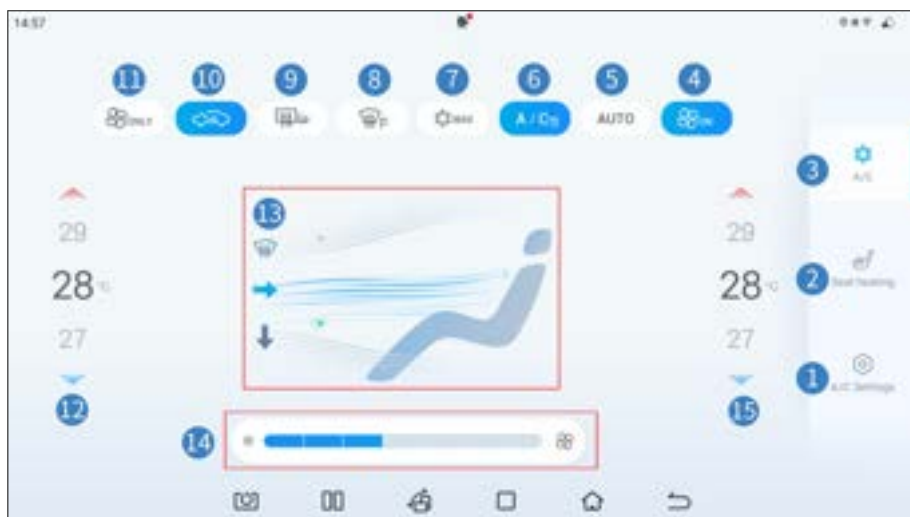 14:57
11 10 9 8 7 6 5 4
A/C AUTO ON
3
A/C
29 13 29
28 °C 28 °C
2 Seat heating
27 27
1 A/C Settings
12 15
14